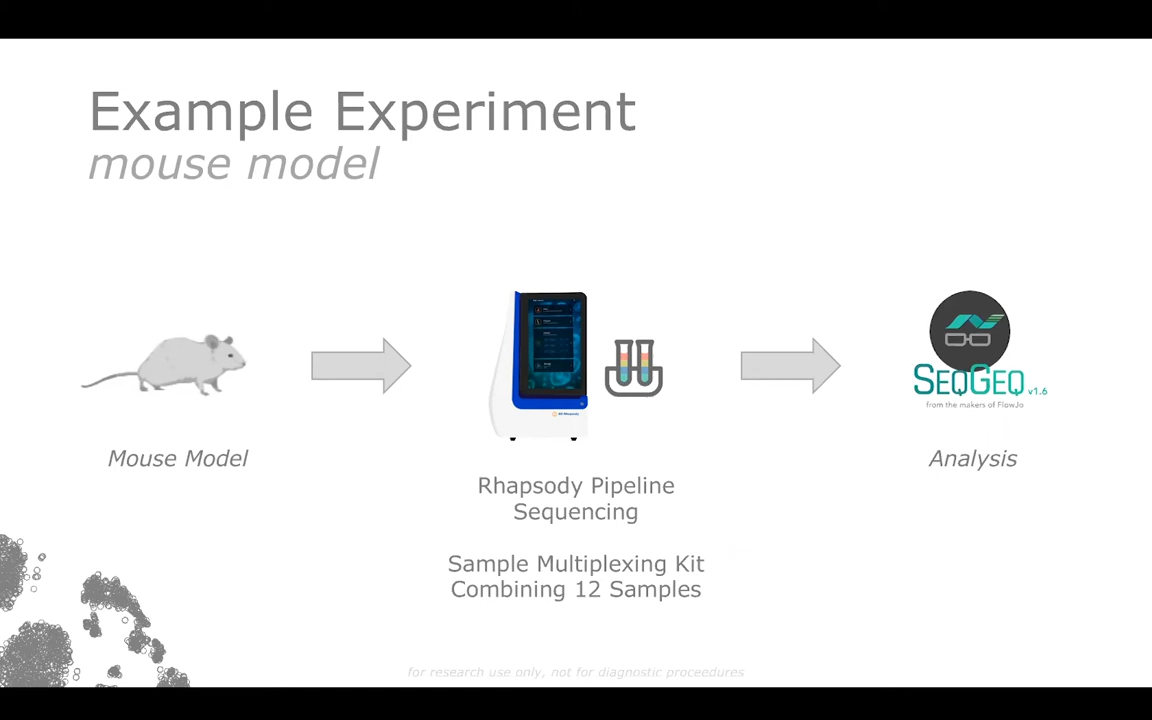 Example Experiment
mouse model
SEQGEQ v1.6
from the makers of FlowJo
Mouse Model
Analysis
Rhapsody Pipeline
Sequencing
Sample Multiplexing Kit
Combining 12 Samples
for research use only, not for diagnostic proceedures